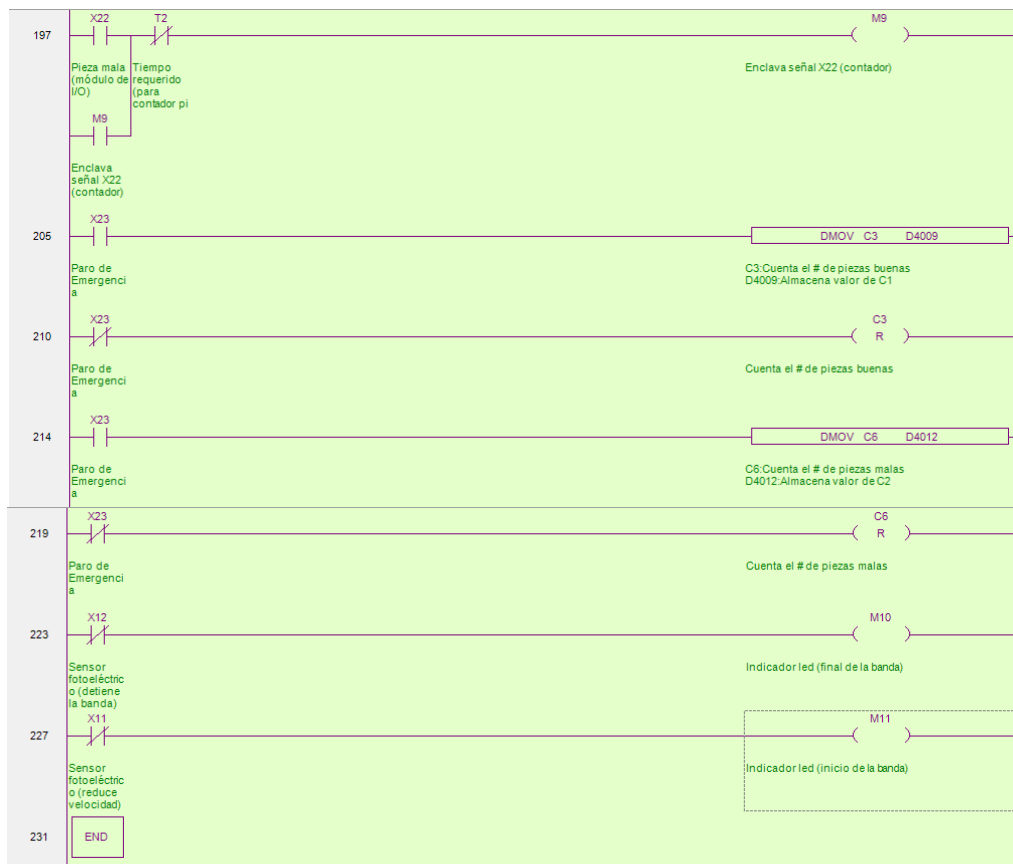 X22 T2 M9
197
Pieza mala
(módulo de
I/O)
Tiempo
requerido
(para
contador pi
Enclava señal X22 (contador)
M9
Enclava
señal X22
(contador)
X23
205 DMOV C3 D4009
Paro de
Emergenci
a
C3:Cuenta el # de piezas buenas
D4009:Almacena valor de C1
X23 C3
210 R
Paro de
Emergenci
a
Cuenta el # de piezas buenas
X23
214 DMOV C6 D4012
Paro de
Emergenci
a
C6:Cuenta el # de piezas malas
D4012:Almacena valor de C2
X23 C6
219 R
Paro de
Emergenci
a
Cuenta el # de piezas malas
X12 M10
223
Sensor
fotoeléctric
o (detiene
la banda)
Indicador led (final de la banda)
X11 M11
227
Sensor
fotoeléctric
o (reduce
velocidad)
Indicador led (inicio de la banda)
231 END